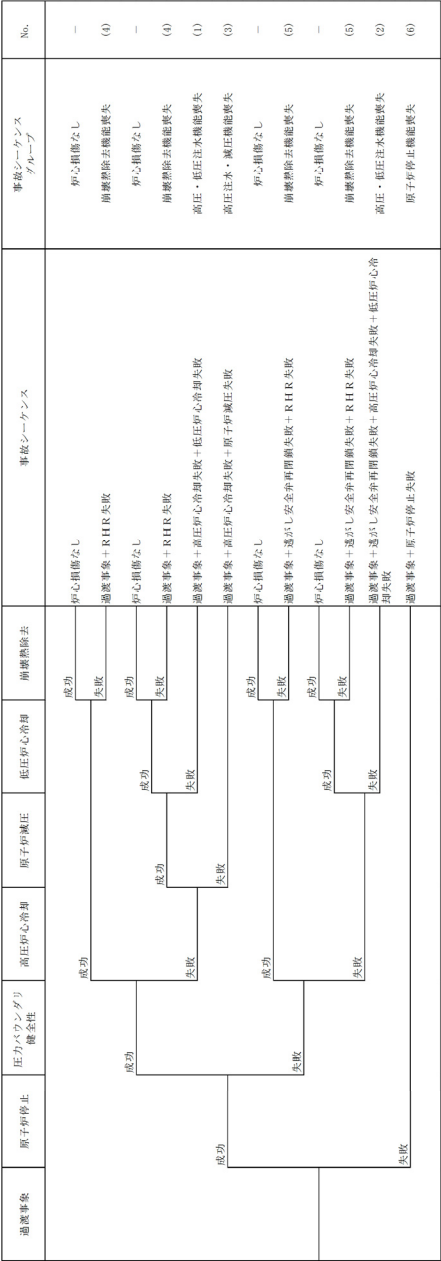 過渡事象
原子炉停止
圧力バウンダリ
健全性
高圧炉心冷却
原子炉減圧
低圧炉心冷却
崩壊熱除去
事故シーケンス
事故シーケンス
グループ
No.
成功
炉心損傷なし
炉心損傷なし
－
失敗
過渡事象＋ＲＨＲ失敗
崩壊熱除去機能喪失
(4)
成功
成功
炉心損傷なし
炉心損傷なし
－
成功
失敗
過渡事象＋ＲＨＲ失敗
崩壊熱除去機能喪失
(4)
成功
成功
失敗
失敗
過渡事象＋高圧炉心冷却失敗＋低圧炉心冷却失敗
高圧・低圧注水機能喪失
(1)
成功
失敗
過渡事象＋高圧炉心冷却失敗＋原子炉減圧失敗
高圧注水・減圧機能喪失
(3)
成功
成功
炉心損傷なし
炉心損傷なし
－
失敗
過渡事象＋逃がし安全弁再閉鎖失敗＋ＲＨＲ失敗
崩壊熱除去機能喪失
(5)
失敗
成功
成功
炉心損傷なし
炉心損傷なし
－
失敗
失敗
過渡事象＋逃がし安全弁再閉鎖失敗＋ＲＨＲ失敗
崩壊熱除去機能喪失
(5)
失敗
過渡事象＋逃がし安全弁再閉鎖失敗＋高圧炉心冷却失敗＋低圧炉心冷
却失敗
高圧・低圧注水機能喪失
(2)
失敗
過渡事象＋原子炉停止失敗
原子炉停止機能喪失
(6)